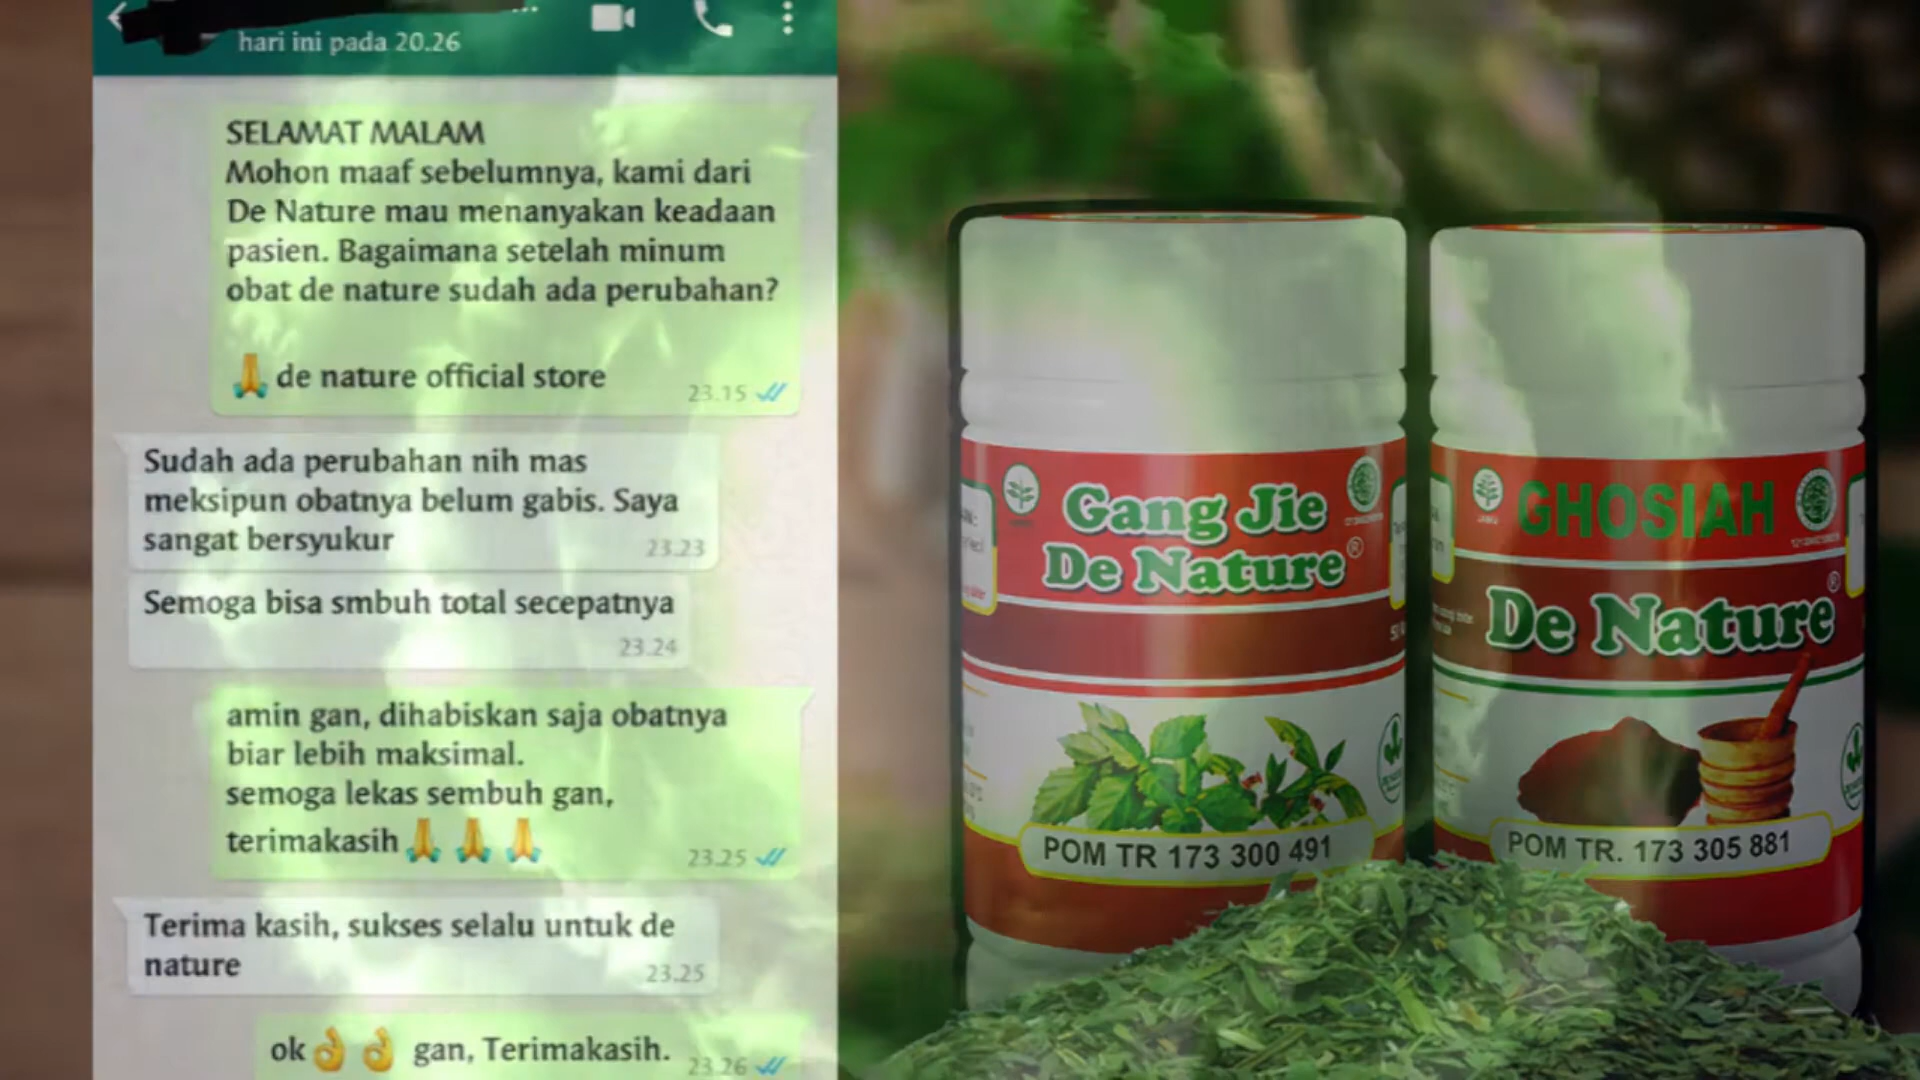 hari ini pada 20.26
SELAMAT MALAM
Mohon maaf sebelumnya, kami dari
De Nature mau menanyakan keadaan
pasien. Bagaimana setelah minum
obat de nature sudah ada perubahan?
🙏 de nature official store
23.15
Sudah ada perubahan nih mas
meksipun obatnya belum gabis. Saya
sangat bersyukur
23.23
Semoga bisa smbuh total secepatnya
23.24
amin gan, dihabiskan saja obatnya
biar lebih maksimal.
semoga lekas sembuh gan,
terimakasih 🙏 🙏 🙏
23.25
Terima kasih, sukses selalu untuk de
nature
23.25
ok 👌 👌 gan, Terimakasih.
23.26
Gang Jie
De Nature®
POM TR 173 300 491
GHOSIAH
De Nature®
POM TR. 173 305 881